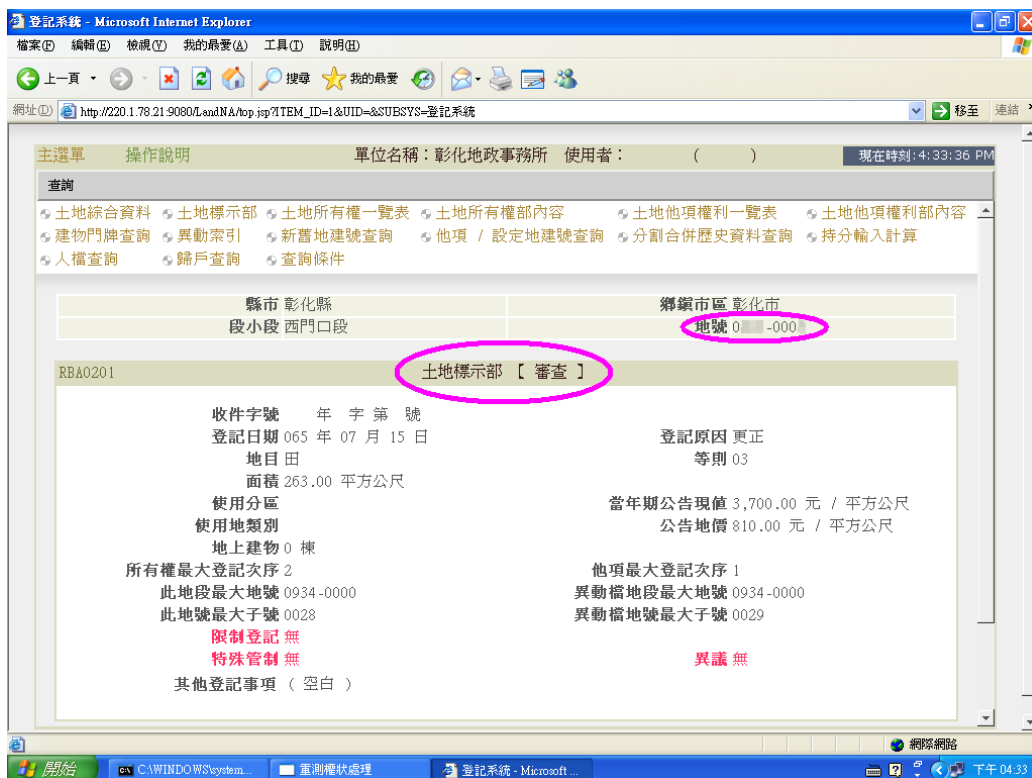 登記系統 - Microsoft Internet Explorer
檔案(F) 編輯(E) 檢視(V) 我的最愛(A) 工具(T) 說明(H)
上一頁 搜尋 我的最愛
網址(D) http://220.1.78.21:9080/LandNA/top.jsp?ITEM_ID=1&UID=&SUBSYS=登記系統 移至 連結
主選單 操作說明 單位名稱：彰化地政事務所 使用者： ( ) 現在時刻:4:33:36 PM
查詢
土地綜合資料 土地標示部 土地所有權一覽表 土地所有權部內容 土地他項權利一覽表 土地他項權利部內容
建物門牌查詢 異動索引 新舊地建號查詢 他項 / 設定地建號查詢 分割合併歷史資料查詢 持分輸入計算
人檔查詢 歸戶查詢 查詢條件
縣市 彰化縣 鄉鎮市區 彰化市
段小段 西門口段 地號 0 -000
RBA0201 土地標示部 【 審查 】
收件字號 年 字 第 號
登記日期 065 年 07 月 15 日 登記原因 更正
地目 田 等則 03
面積 263.00 平方公尺
使用分區 當年期公告現值 3,700.00 元 / 平方公尺
使用地類別 公告地價 810.00 元 / 平方公尺
地上建物 0 棟
所有權最大登記次序 2 他項最大登記次序 1
此地段最大地號 0934-0000 異動檔地段最大地號 0934-0000
此地號最大子號 0028 異動檔地號最大子號 0029
限制登記 無
特殊管制 無 異議 無
其他登記事項 ( 空白 )
網際網路
開始 C:\WINDOWS\system... 重測權狀處理 登記系統 - Microsoft ... 下午 04:33